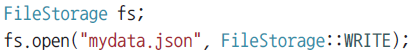 FileStorage fs;
fs.open("mydata.json", FileStorage::WRITE);